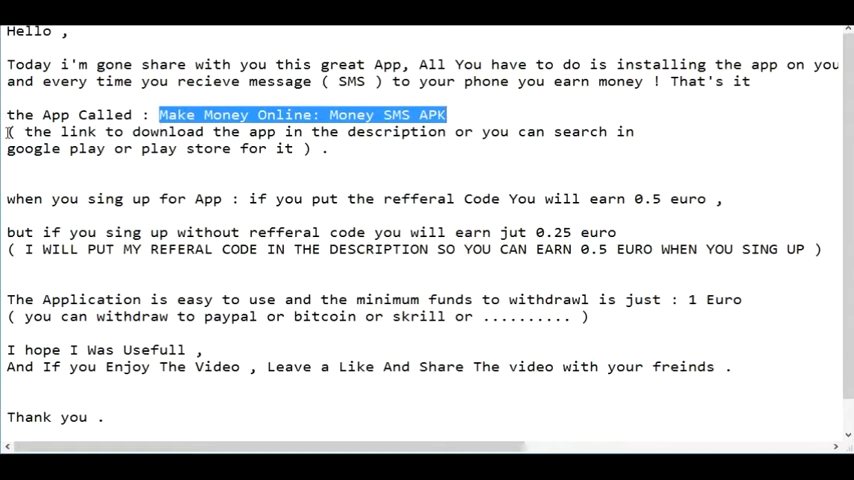 Hello ,
Today i'm gone share with you this great App, All You have to do is installing the app on you
and every time you recieve message ( SMS ) to your phone you earn money ! That's it
the App Called : Make Money Online: Money SMS APK
( the link to download the app in the description or you can search in
google play or play store for it ) .
when you sing up for App : if you put the refferal Code You will earn 0.5 euro ,
but if you sing up without refferal code you will earn jut 0.25 euro
( I WILL PUT MY REFERAL CODE IN THE DESCRIPTION SO YOU CAN EARN 0.5 EURO WHEN YOU SING UP )
The Application is easy to use and the minimum funds to withdrawl is just : 1 Euro
( you can withdraw to paypal or bitcoin or skrill or .......... )
I hope I Was Usefull ,
And If you Enjoy The Video , Leave a Like And Share The video with your freinds .
Thank you .